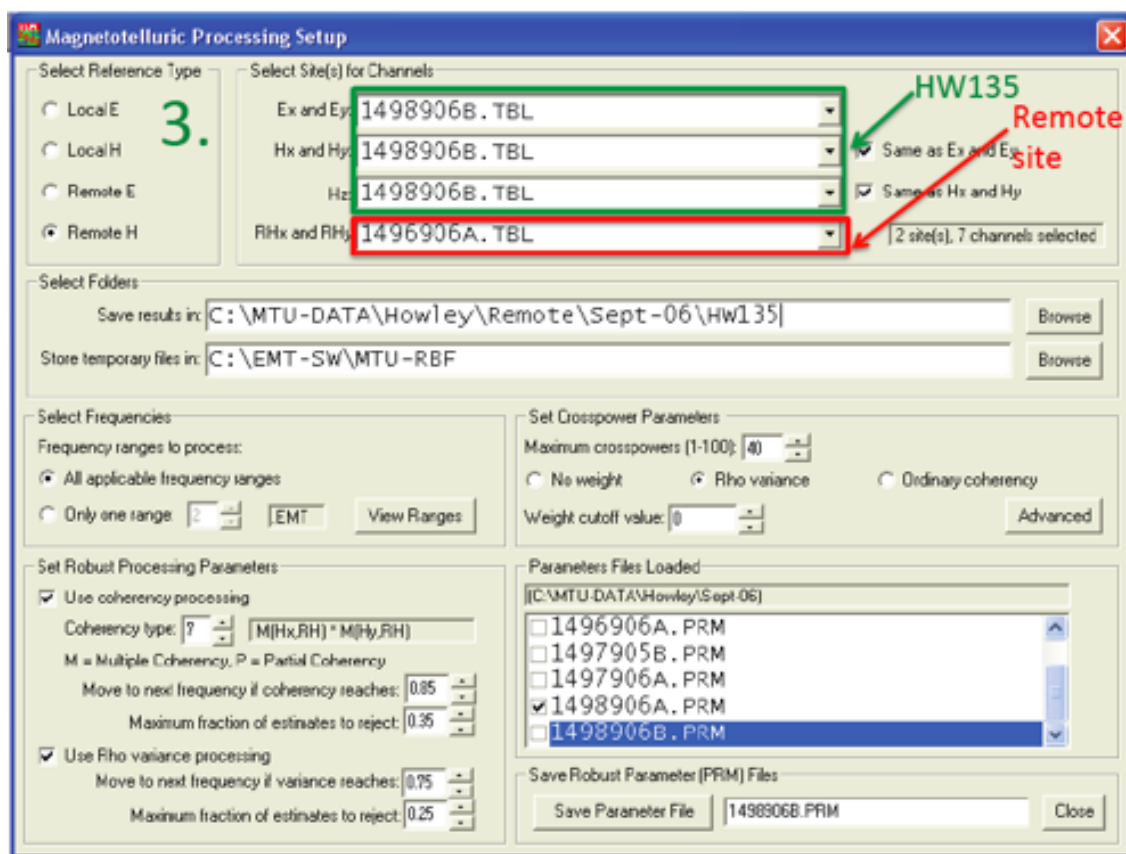 Magnetotelluric Processing Setup
Select Reference Type
Local E
Local H
Remote E
Remote H
3.
Select Site(s) for Channels
Ex and Ey: 1498906B.TBL
Hx and Hy: 1498906B.TBL
Hz: 1498906B.TBL
RHx and RHy 1496906A.TBL
HW135
Remote site
Same as Ex and Ey
Same as Hx and Hy
2 site(s), 7 channels selected
Select Folders
Save results in: C:\MTU-DATA\Howley\Remote\Sept-06\HW135
Browse
Store temporary files in: C:\EMT-SW\MTU-RBF
Browse
Select Frequencies
Frequency ranges to process:
All applicable frequency ranges
Only one range: 2 .EMT View Ranges
Set Crosspower Parameters
Maximum crosspowers (1-100): 40
No weight Rho variance Ordinary coherency
Weight cutoff value: 0 Advanced
Set Robust Processing Parameters
Use coherency processing
Coherency type: 7 M(Hx,RH) * M(Hy,RH)
M = Multiple Coherency, P = Partial Coherency
Move to next frequency if coherency reaches: 0.85
Maximum fraction of estimates to reject: 0.35
Use Rho variance processing
Move to next frequency if variance reaches: 0.75
Maximum fraction of estimates to reject: 0.25
Parameters Files Loaded
(C:\MTU-DATA\Howley\Sept-06)
1496906A.PRM
1497905B.PRM
1497906A.PRM
1498906A.PRM
1498906B.PRM
Save Robust Parameter (PRM) Files
Save Parameter File 1498906B.PRM Close